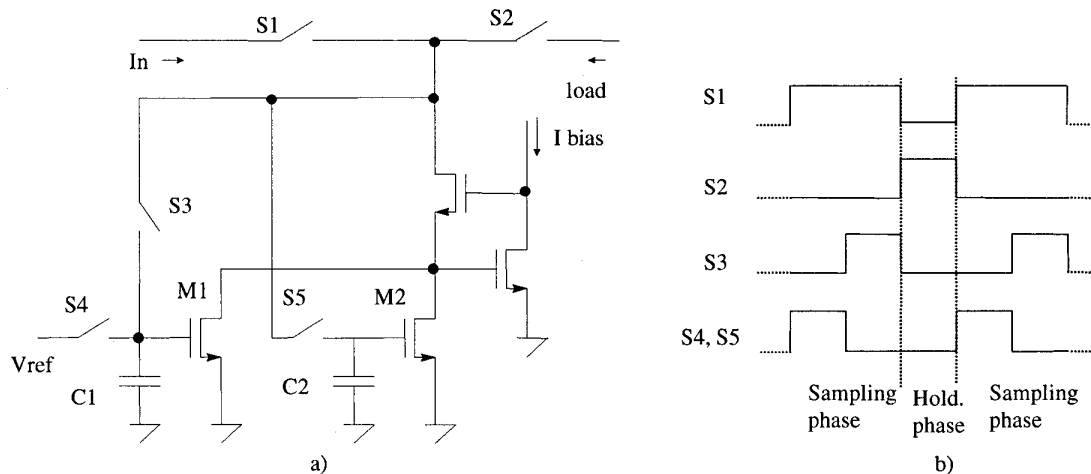 S1
S2
In
load
I bias
S3
S4
M1
S5
M2
Vref
C1
C2
a)
S1
S2
S3
S4, S5
Sampling
phase
Hold.
phase
Sampling
phase
b)